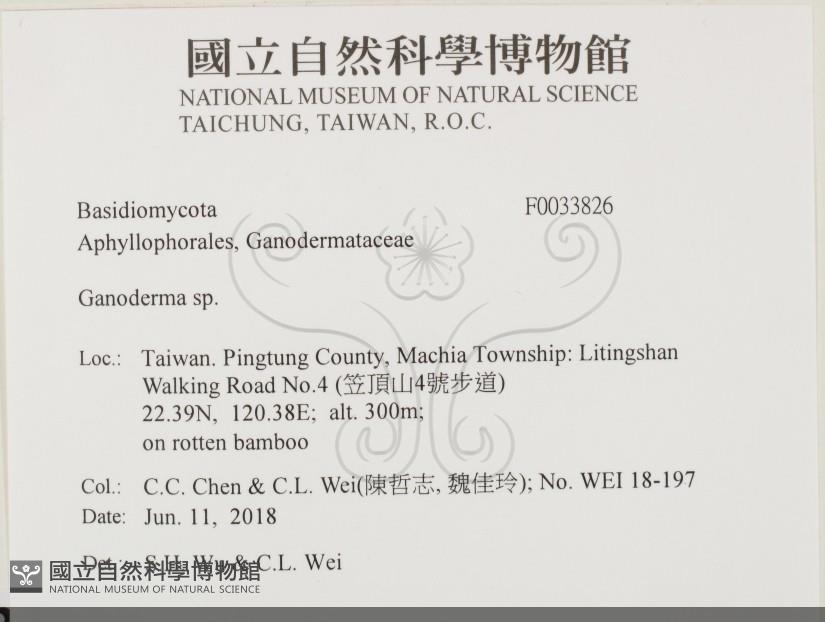 國立自然科學博物館
NATIONAL MUSEUM OF NATURAL SCIENCE
TAICHUNG, TAIWAN, R.O.C.
Basidiomycota F0033826
Aphyllophorales, Ganodermataceae
Ganoderma sp.
Loc.: Taiwan. Pingtung County, Machia Township: Litingshan
Walking Road No.4 (笠頂山4號步道)
22.39N, 120.38E; alt. 300m;
on rotten bamboo
Col.: C.C. Chen & C.L. Wei(陳哲志, 魏佳玲); No. WEI 18-197
Date: Jun. 11, 2018
Det.: S.H. Wu & C.L. Wei
國立自然科學博物館
NATIONAL MUSEUM OF NATURAL SCIENCE